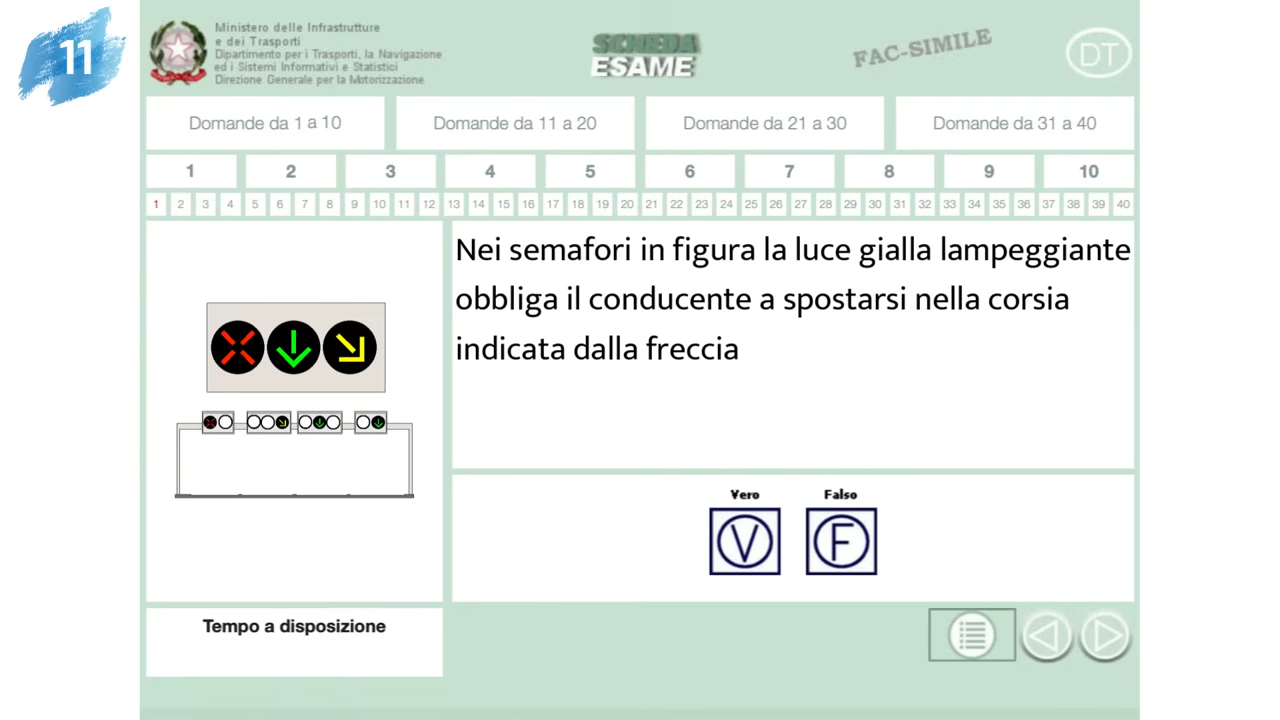 11
Ministero delle Infrastrutture
e dei Trasporti
Dipartimento per i Trasporti, la Navigazione
ed i Sistemi Informativi e Statistici
Direzione Generale per la Motorizzazione
SCHEDA
ESAME
FAC-SIMILE
DT
Domande da 1 a 10
Domande da 11 a 20
Domande da 21 a 30
Domande da 31 a 40
1 2 3 4 5 6 7 8 9 10
1 2 3 4 5 6 7 8 9 10 11 12 13 14 15 16 17 18 19 20 21 22 23 24 25 26 27 28 29 30 31 32 33 34 35 36 37 38 39 40
Nei semafori in figura la luce gialla lampeggiante
obbliga il conducente a spostarsi nella corsia
indicata dalla freccia
Vero Falso
V F
Tempo a disposizione